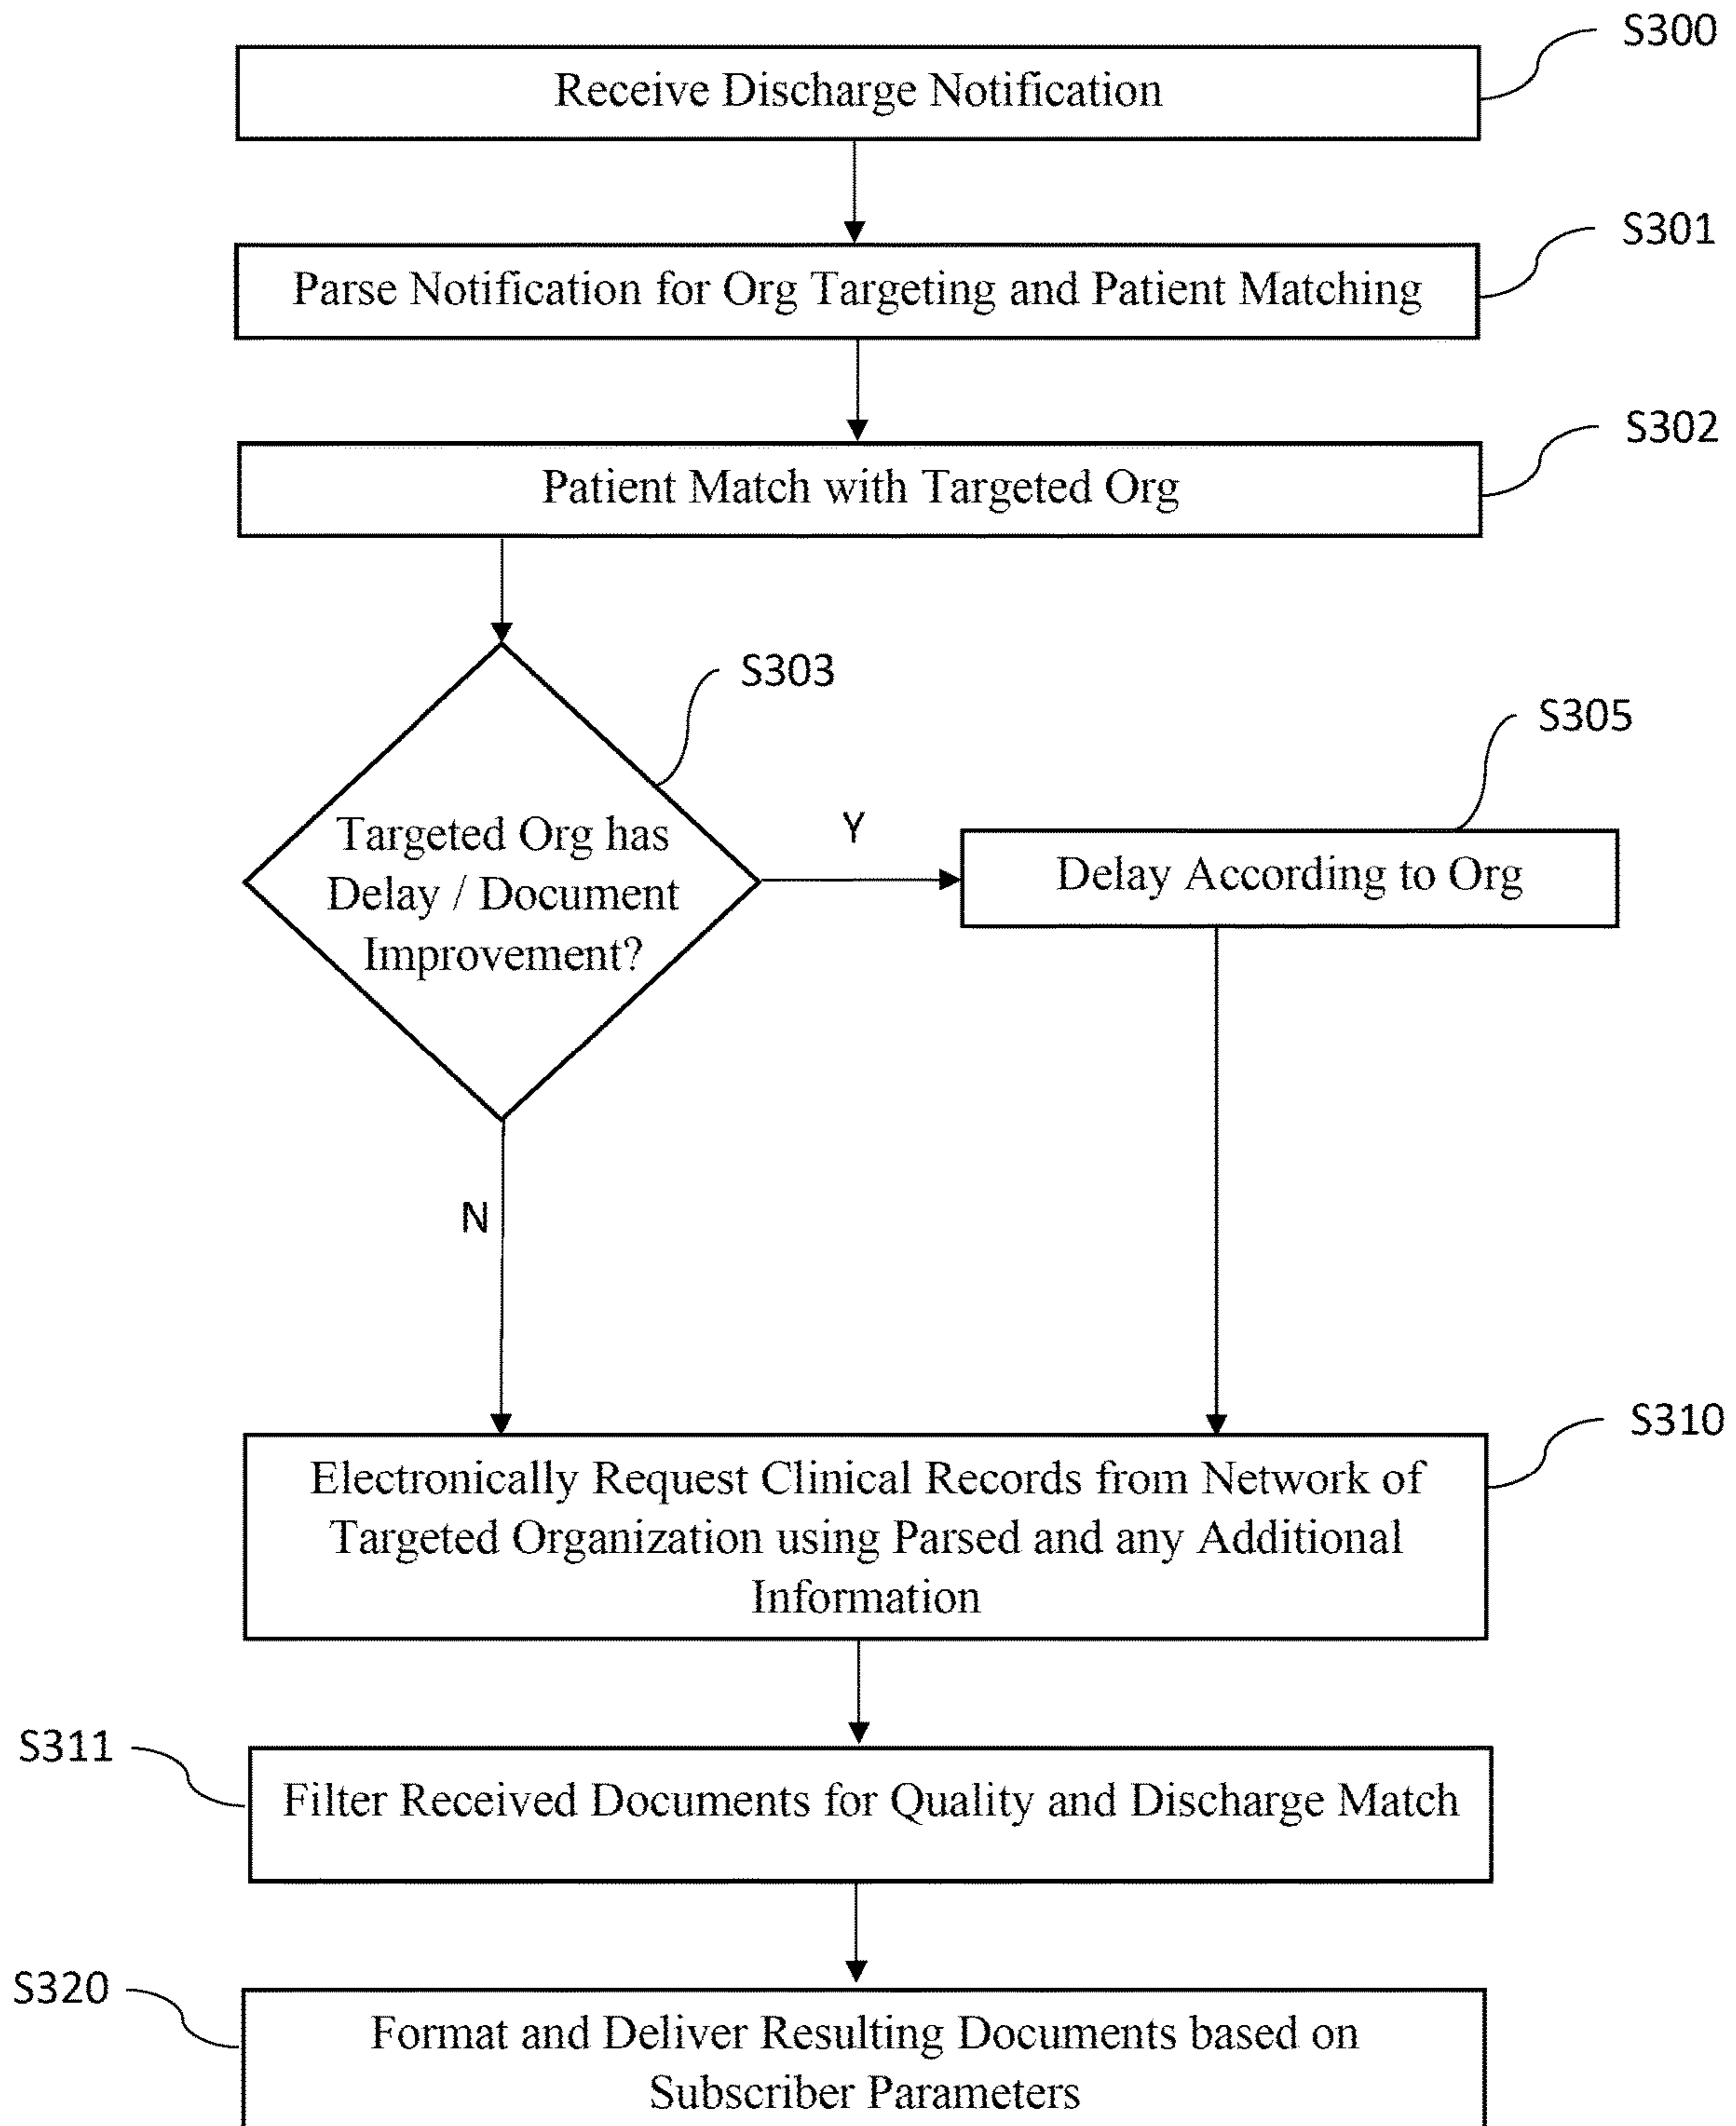 S300
Receive Discharge Notification
S301
Parse Notification for Org Targeting and Patient Matching
S302
Patient Match with Targeted Org
S303
S305
Targeted Org has
Delay / Document
Improvement?
Y
Delay According to Org
N
S310
Electronically Request Clinical Records from Network of
Targeted Organization using Parsed and any Additional
Information
S311
Filter Received Documents for Quality and Discharge Match
S320
Format and Deliver Resulting Documents based on
Subscriber Parameters